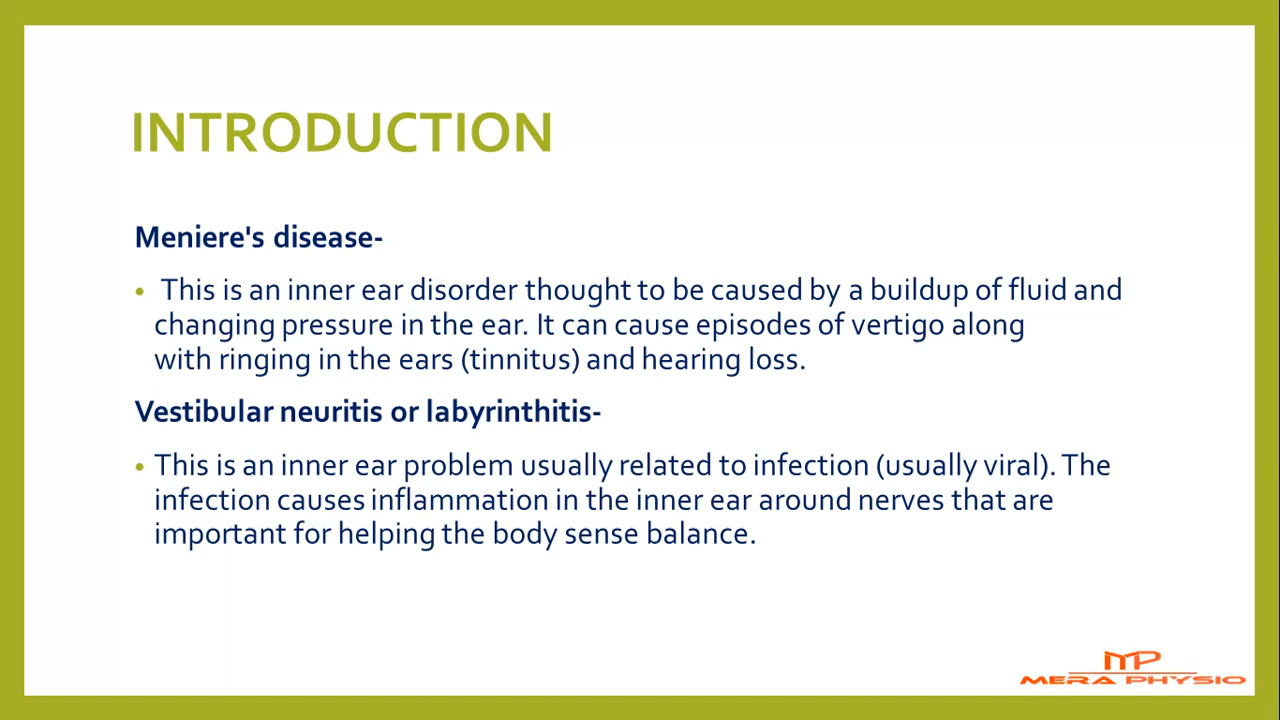 INTRODUCTION
Meniere's disease-
• This is an inner ear disorder thought to be caused by a buildup of fluid and
changing pressure in the ear. It can cause episodes of vertigo along
with ringing in the ears (tinnitus) and hearing loss.
Vestibular neuritis or labyrinthitis-
• This is an inner ear problem usually related to infection (usually viral). The
infection causes inflammation in the inner ear around nerves that are
important for helping the body sense balance.
MP
MERA PHYSIO